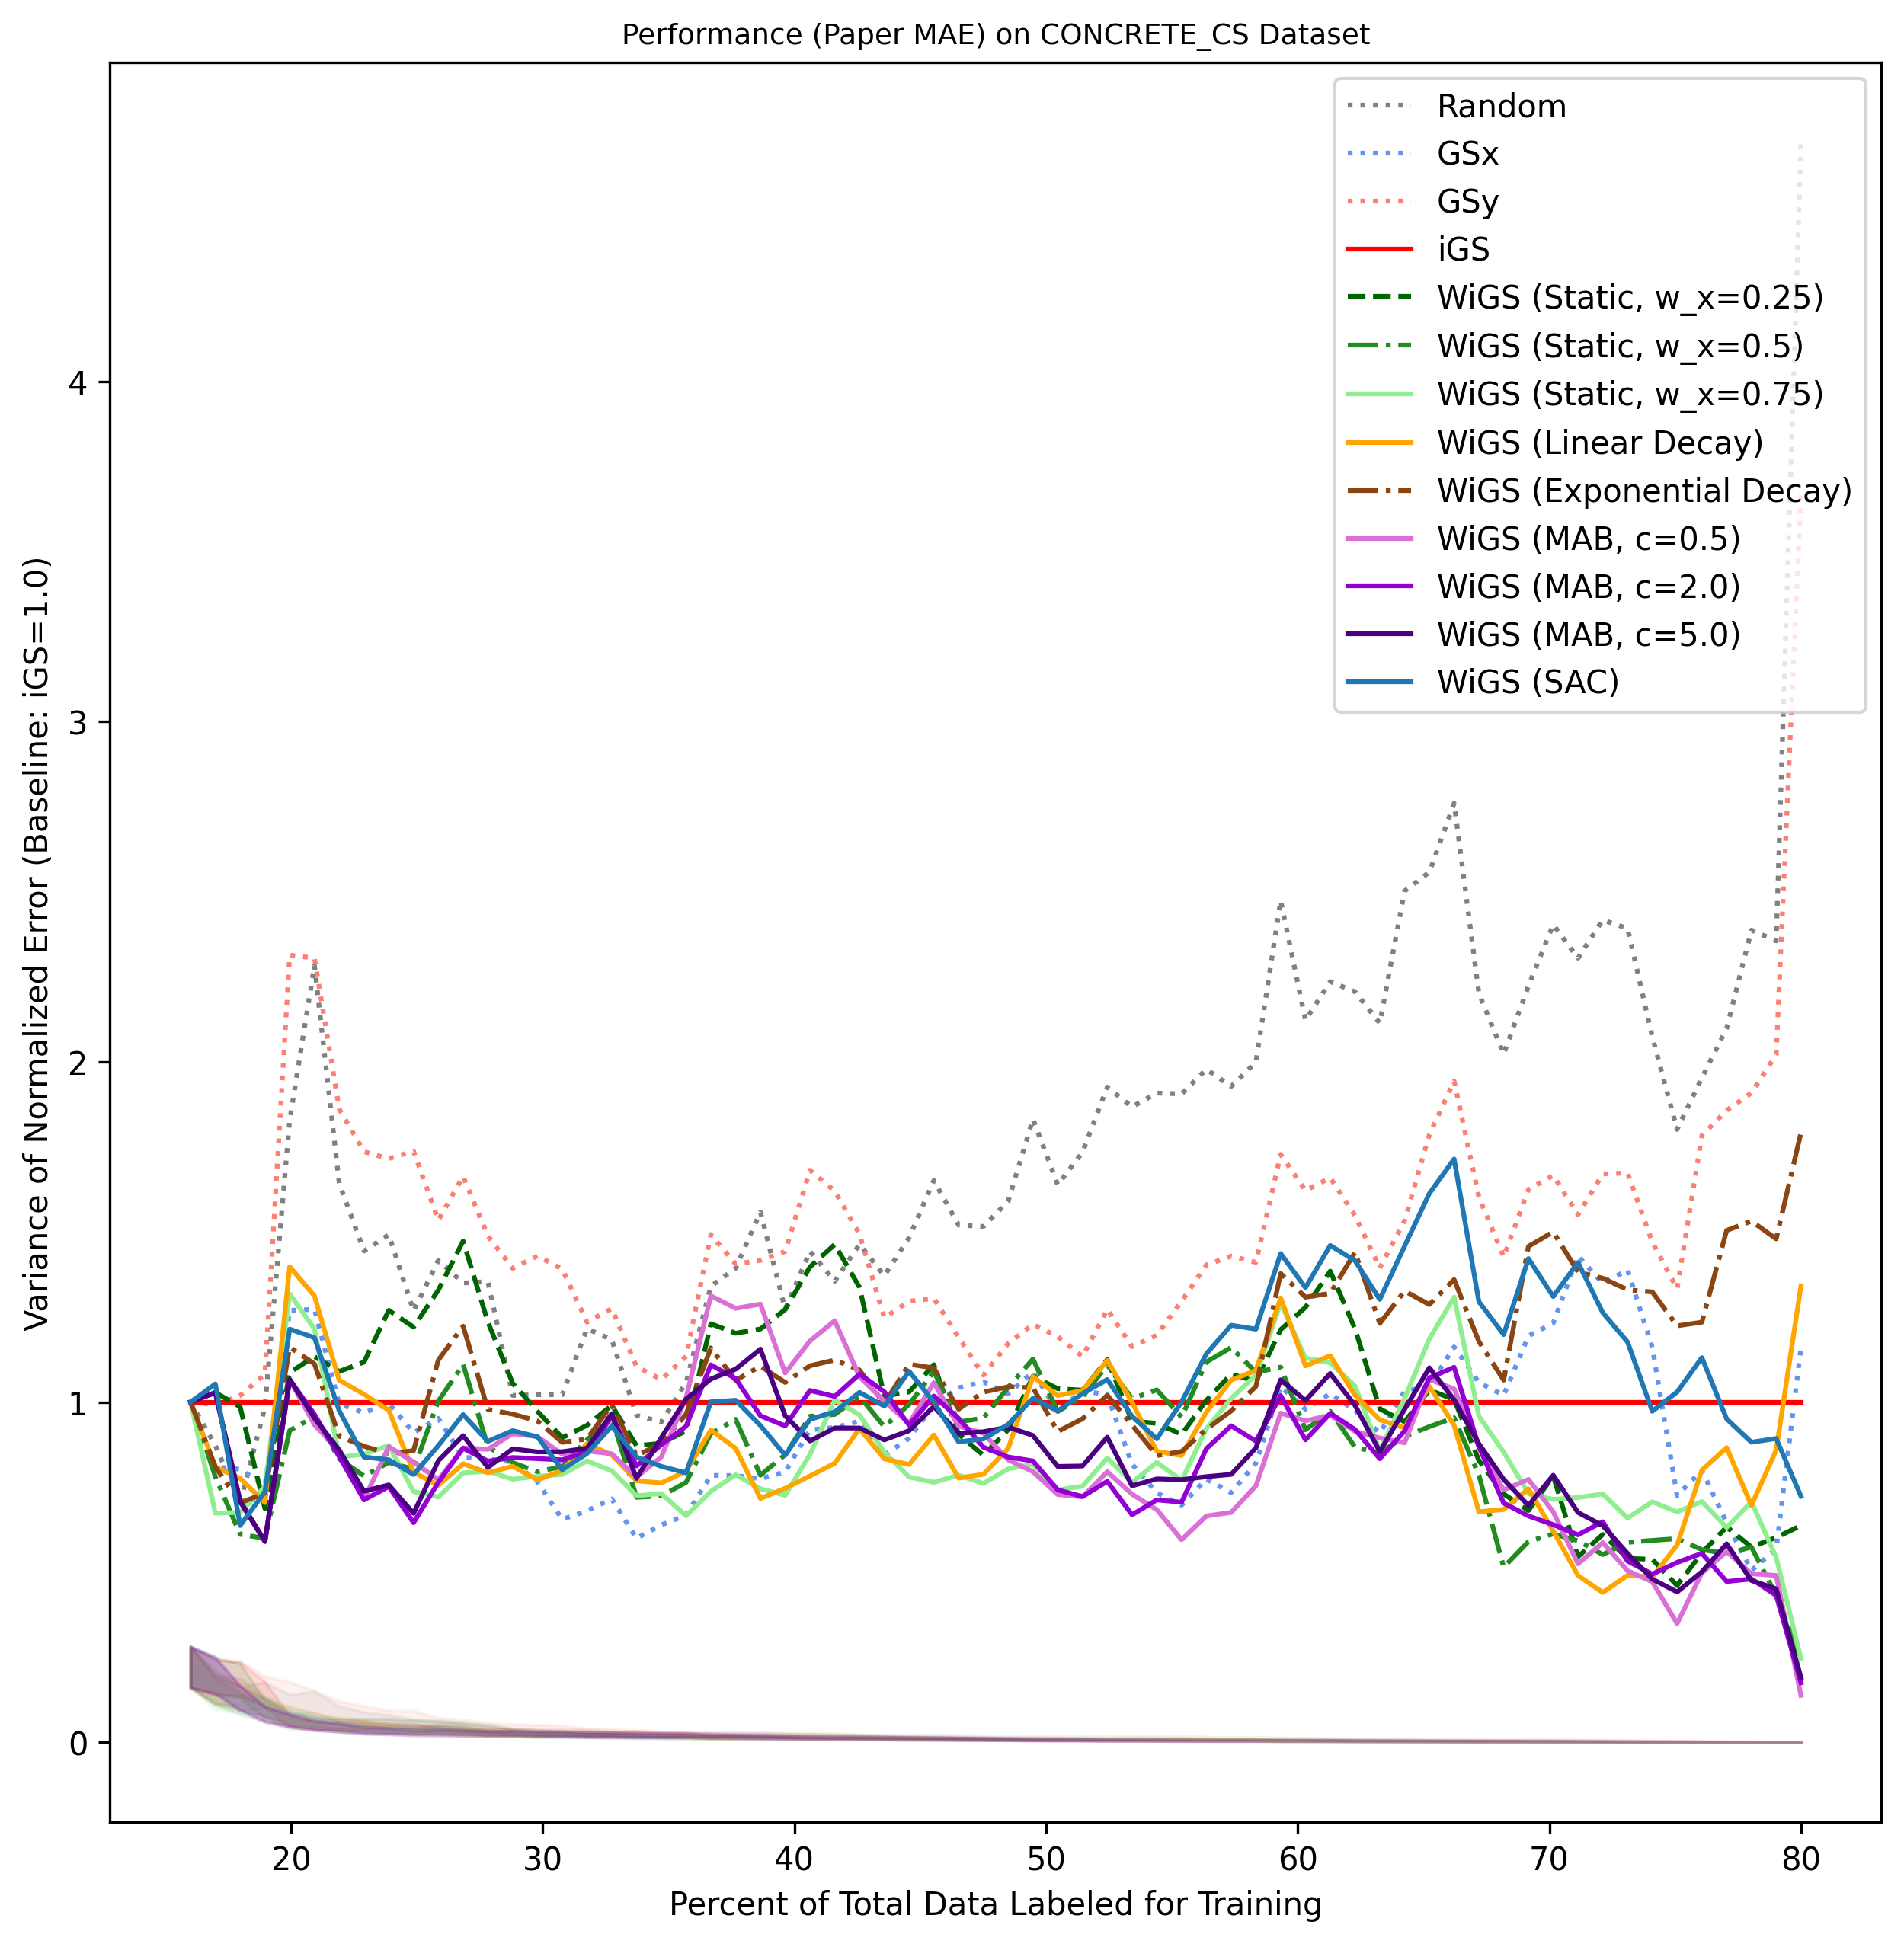 Performance (Paper MAE) on CONCRETE_CS Dataset
Variance of Normalized Error (Baseline: iGS=1.0)
4
3
2
1
0
Random
GSx
GSy
iGS
WiGS (Static, w_x=0.25)
WiGS (Static, w_x=0.5)
WiGS (Static, w_x=0.75)
WiGS (Linear Decay)
WiGS (Exponential Decay)
WiGS (MAB, c=0.5)
WiGS (MAB, c=2.0)
WiGS (MAB, c=5.0)
WiGS (SAC)
20 30 40 50 60 70 80
Percent of Total Data Labeled for Training